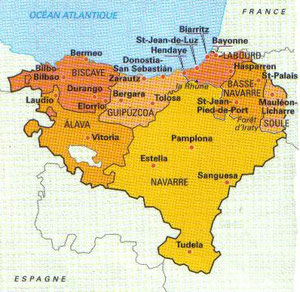 OCÉAN ATLANTIQUE
FRANCE
Biarritz
St-Jean-de-Luz
Bayonne
Hendaye
LABOURD
Bermeo
Donostia-
San Sebastián
Hasparren
Bilbo
Bilbao
BISCAYE
Zarautz
la Rhune
BASSE-
NAVARRE
St-Palais
Durango
Bergara
Tolosa
St-Jean-
Pied-de-Port
Mauléon-
Licharre
Laudio
Elorrio
GUIPÚZCOA
Forêt
d'Iraty
SOULE
ALAVA
Vitoria
Pamplona
Estella
NAVARRE
Sanguesa
Tudela
ESPAGNE